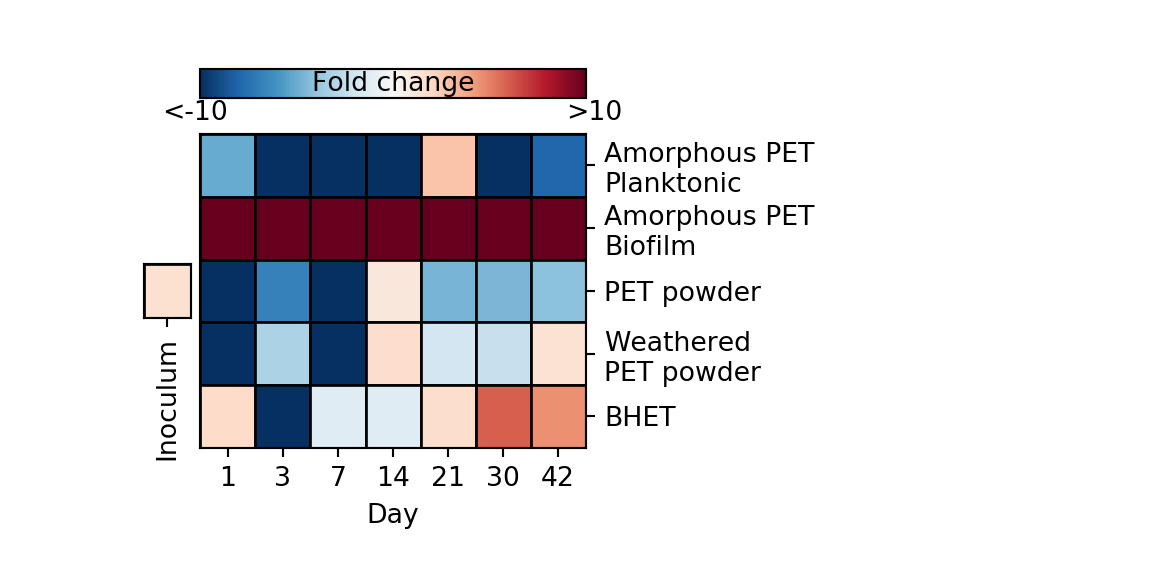 Fold change
<-10
>10
Amorphous PET
Planktonic
Amorphous PET
Biofilm
PET powder
Weathered
PET powder
BHET
Inoculum
1 3 7 14 21 30 42
Day